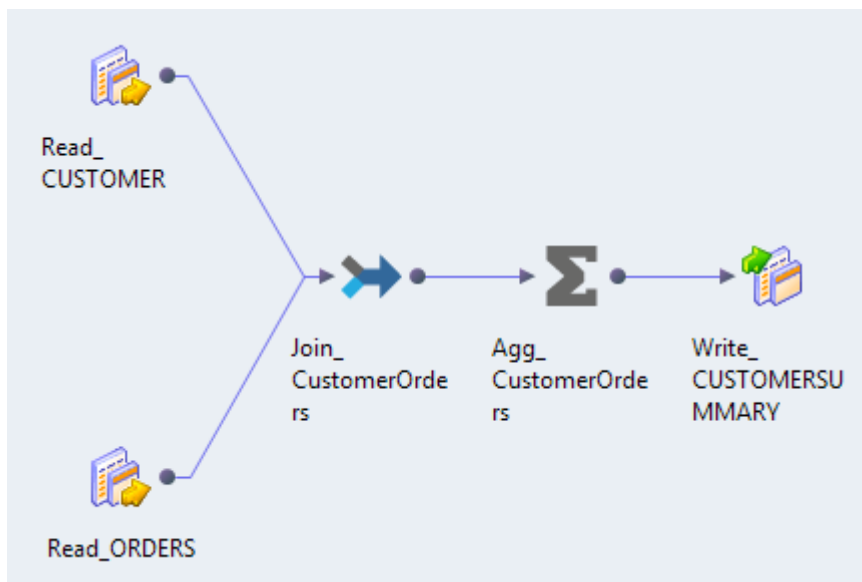 Read_
CUSTOMER
Join_
CustomerOrde
rs
Agg_
CustomerOrde
rs
Write_
CUSTOMERSU
MMARY
Read_ORDERS